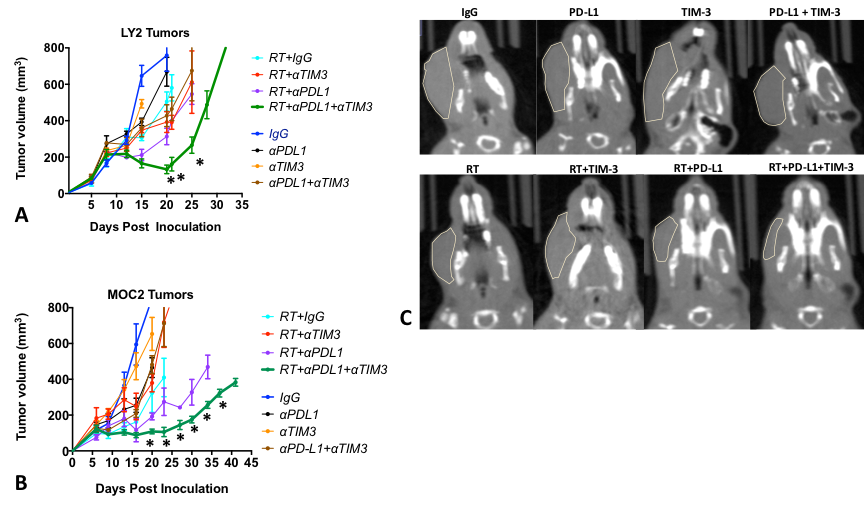 LY2 Tumors
Tumor volume (mm³)
800
600
400
200
0
0 5 10 15 20 25 30 35
Days Post Inoculation
* * *
RT+IgG
RT+αTIM3
RT+αPDL1
RT+αPDL1+αTIM3
IgG
αPDL1
αTIM3
αPDL1+αTIM3
A
MOC2 Tumors
Tumor volume (mm³)
800
600
400
200
0
0 5 10 15 20 25 30 35 40 45
Days Post Inoculation
* * * * * *
RT+IgG
RT+αTIM3
RT+αPDL1
RT+αPDL1+αTIM3
IgG
αPDL1
αTIM3
αPD-L1+αTIM3
B
IgG PD-L1 TIM-3 PD-L1 + TIM-3
RT RT+TIM-3 RT+PD-L1 RT+PD-L1+TIM-3
C